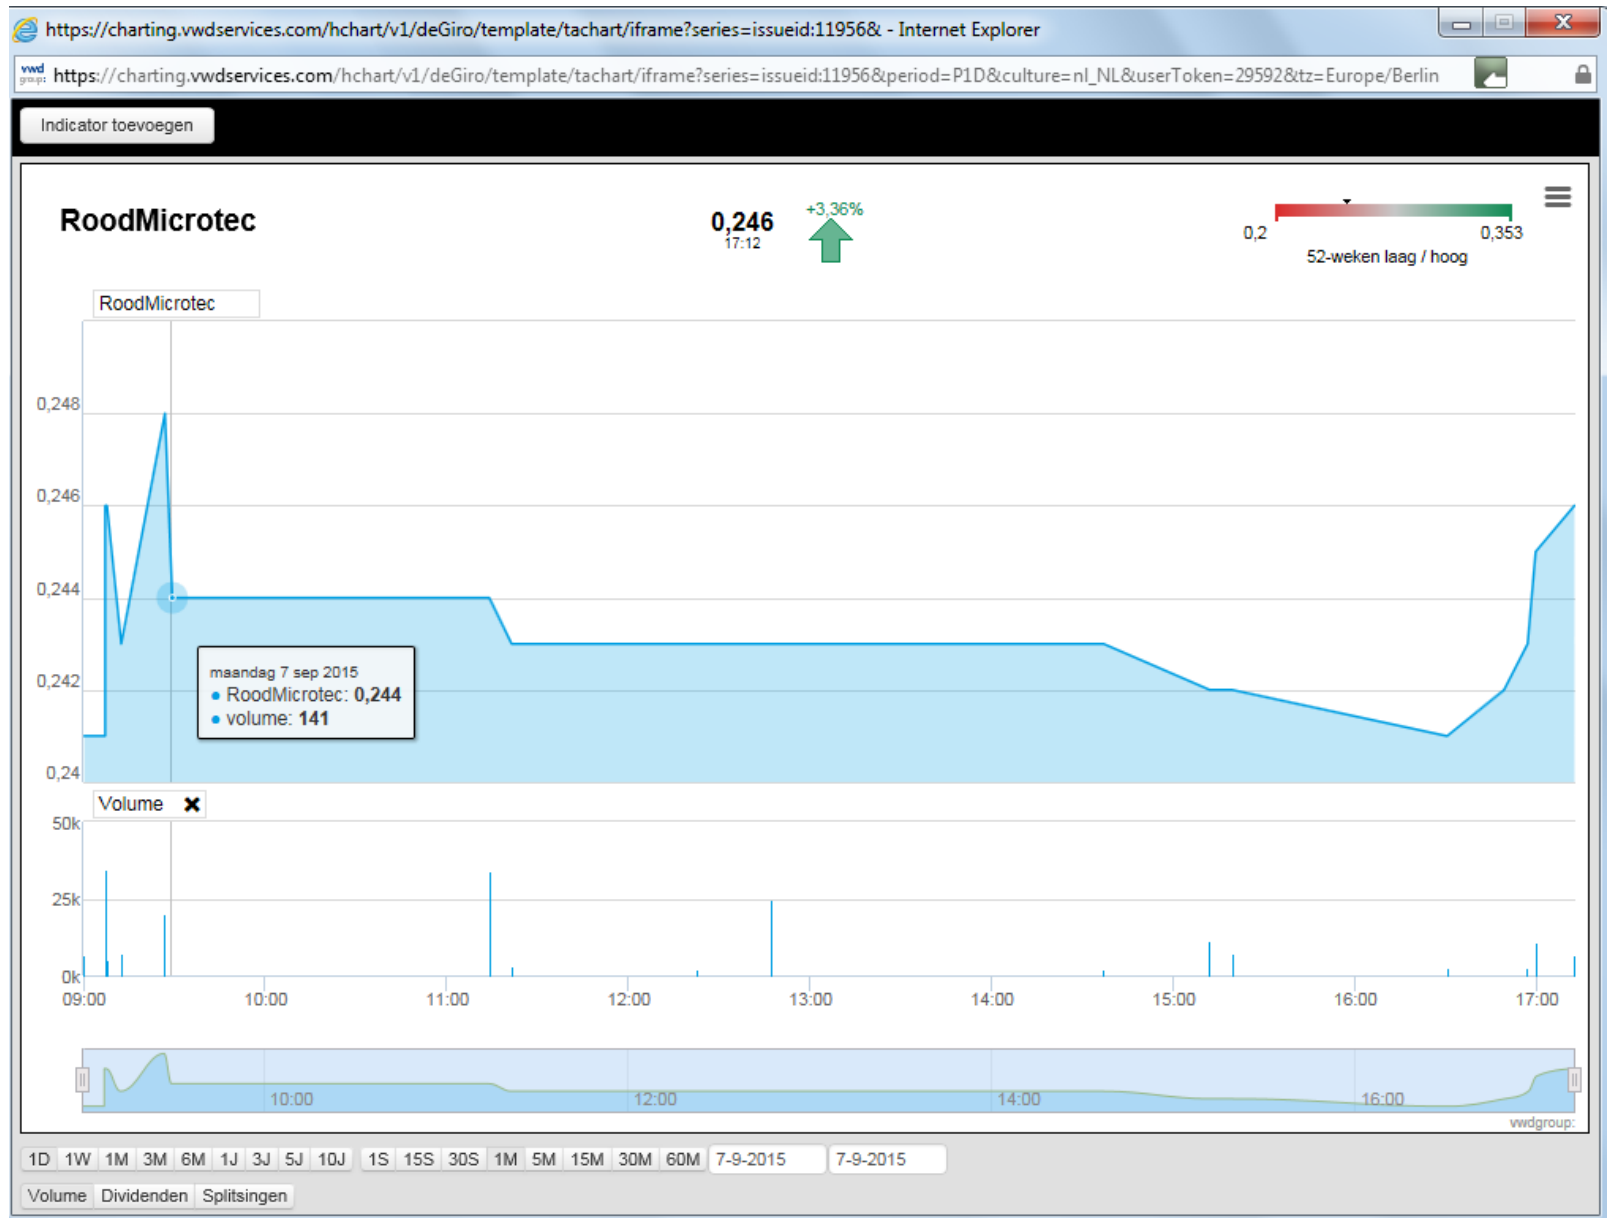 https://charting.vwdservices.com/hchart/v1/deGiro/template/tachart/iframe?series=issueid:11956& - Internet Explorer
vwd group: https://charting.vwdservices.com/hchart/v1/deGiro/template/tachart/iframe?series=issueid:11956&period=P1D&culture=nl_NL&userToken=29592&tz=Europe/Berlin
Indicator toevoegen
RoodMicrotec
0,246
17:12
+3,36%
0,2
0,353
52-weken laag / hoog
RoodMicrotec
0,248
0,246
0,244
0,242
0,24
maandag 7 sep 2015
RoodMicrotec: 0,244
volume: 141
Volume
50k
25k
0k
09:00 10:00 11:00 12:00 13:00 14:00 15:00 16:00 17:00
10:00 12:00 14:00 16:00
vwdgroup:
1D 1W 1M 3M 6M 1J 3J 5J 10J 1S 15S 30S 1M 5M 15M 30M 60M 7-9-2015 7-9-2015
Volume Dividenden Splitsingen